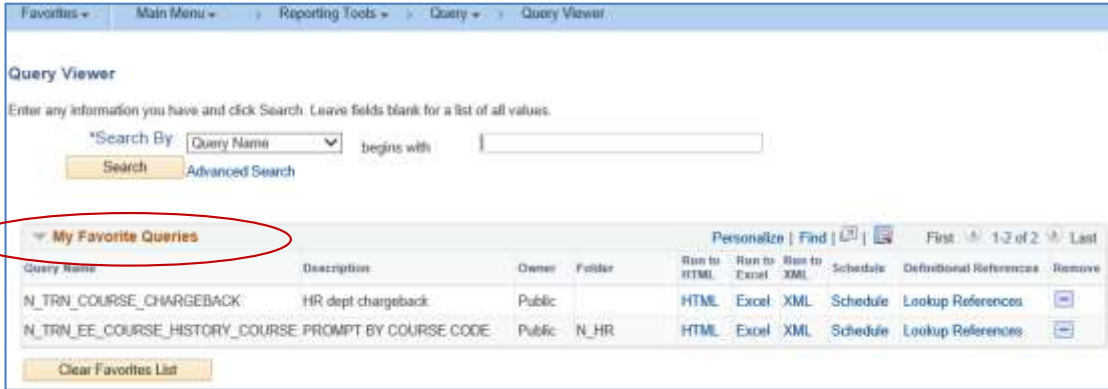 Favorites Main Menu Reporting Tools Query Query Viewer
Query Viewer
Enter any information you have and click Search. Leave fields blank for a list of all values.
*Search By Query Name begins with
Search Advanced Search
My Favorite Queries Personalize | Find | | First 1-2 of 2 Last
Query Name Description Owner Folder Run to HTML Run to Excel Run to XML Schedule Definitional References Remove
N_TRN_COURSE_CHARGEBACK HR dept chargeback Public HTML Excel XML Schedule Lookup References
N_TRN_EE_COURSE_HISTORY_COURSE PROMPT BY COURSE CODE Public N_HR HTML Excel XML Schedule Lookup References
Clear Favorites List